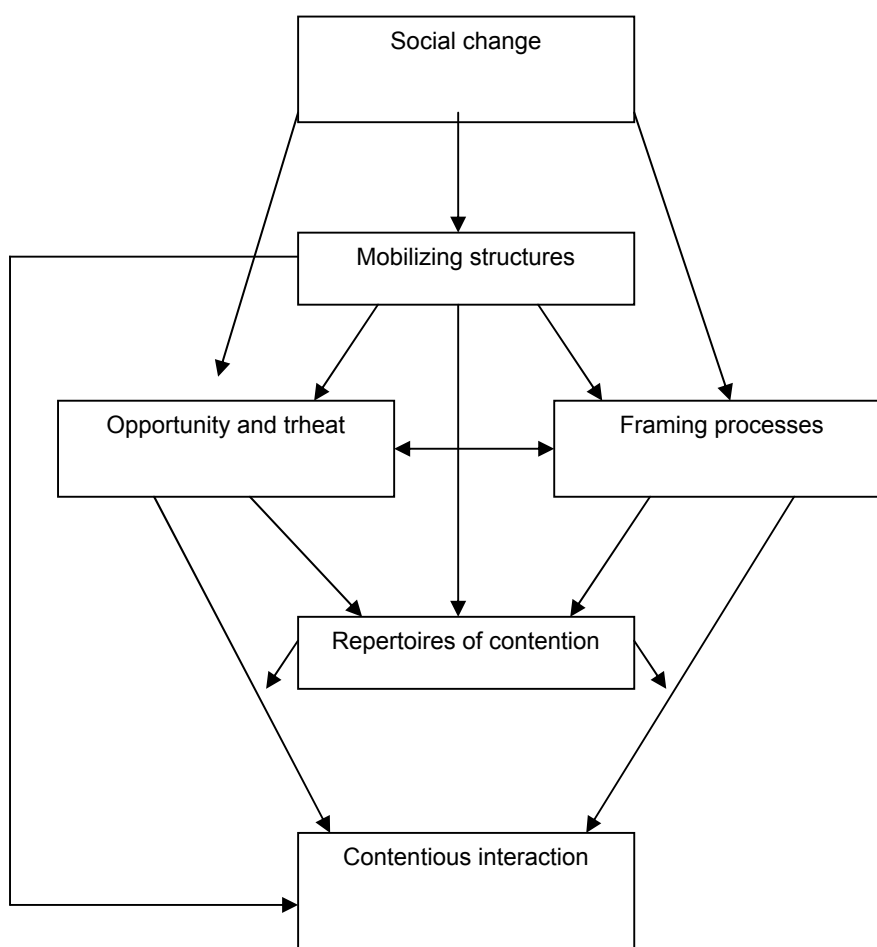 Social change
Mobilizing structures
Opportunity and trheat
Framing processes
Repertoires of contention
Contentious interaction